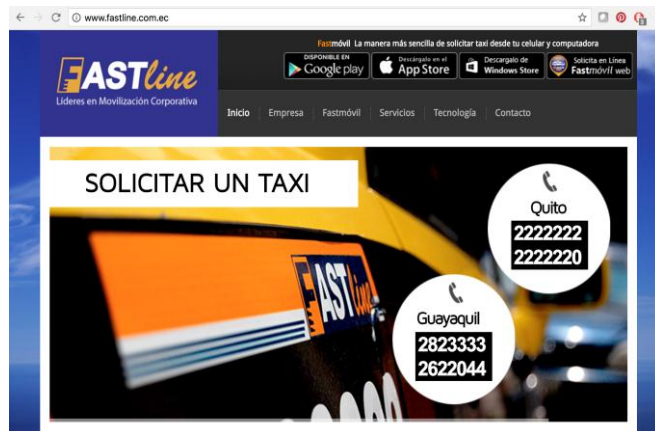 www.fastline.com.ec
Fastmóvil La manera más sencilla de solicitar taxi desde tu celular y computadora
DISPONIBLE EN
Google play
Descárgalo en el
App Store
Descargalo de
Windows Store
Solicita en Línea
Fastmóvil web
FASTline
Líderes en Movilización Corporativa
Inicio Empresa Fastmóvil Servicios Tecnología Contacto
SOLICITAR UN TAXI
Quito
2222222
2222220
FASTline
Guayaquil
2823333
2622044